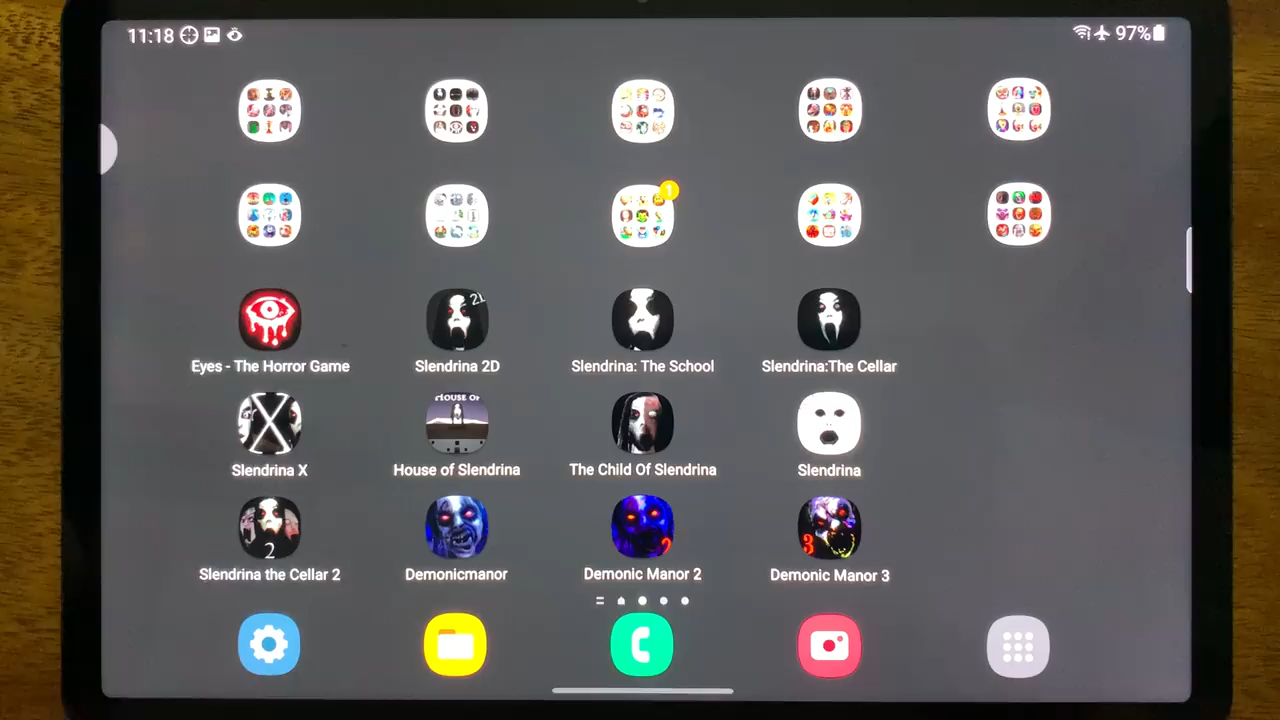 11:18
97%
1
Eyes - The Horror Game
Slendrina 2D
Slendrina: The School
Slendrina:The Cellar
Slendrina X
House of Slendrina
The Child Of Slendrina
Slendrina
Slendrina the Cellar 2
Demonicmanor
Demonic Manor 2
Demonic Manor 3